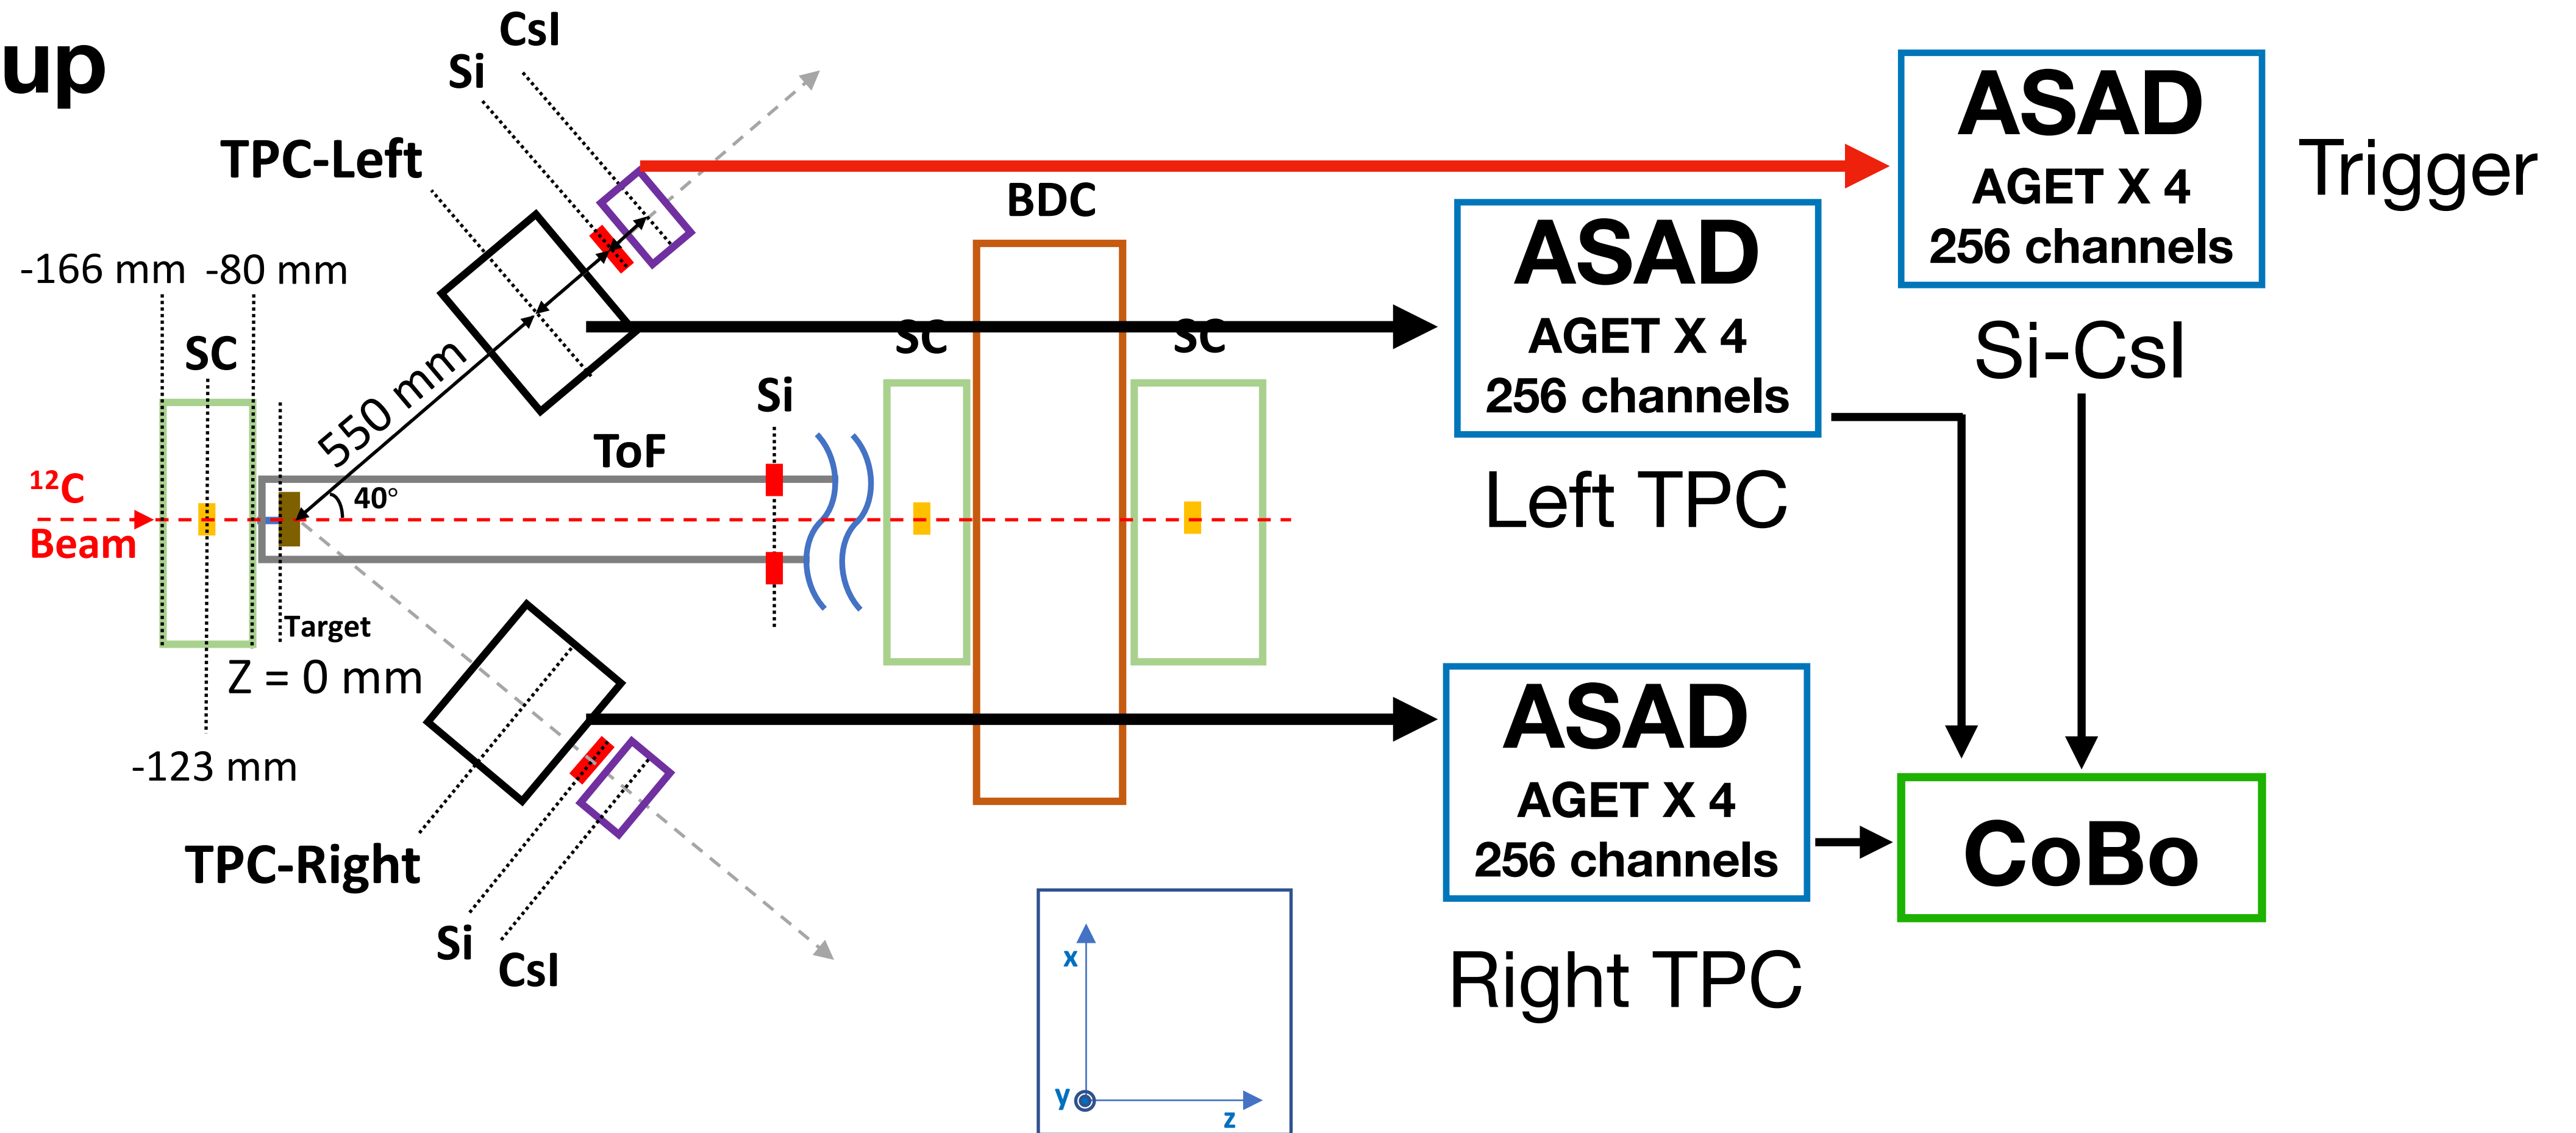 up
CsI
Si
TPC-Left
-166 mm
-80 mm
SC
550 mm
40°
¹²C
Beam
ToF
Si
Target
Z = 0 mm
-123 mm
TPC-Right
Si
CsI
BDC
SC
SC
x
y
z
ASAD
AGET X 4
256 channels
Trigger
Si-CsI
ASAD
AGET X 4
256 channels
Left TPC
ASAD
AGET X 4
256 channels
Right TPC
CoBo